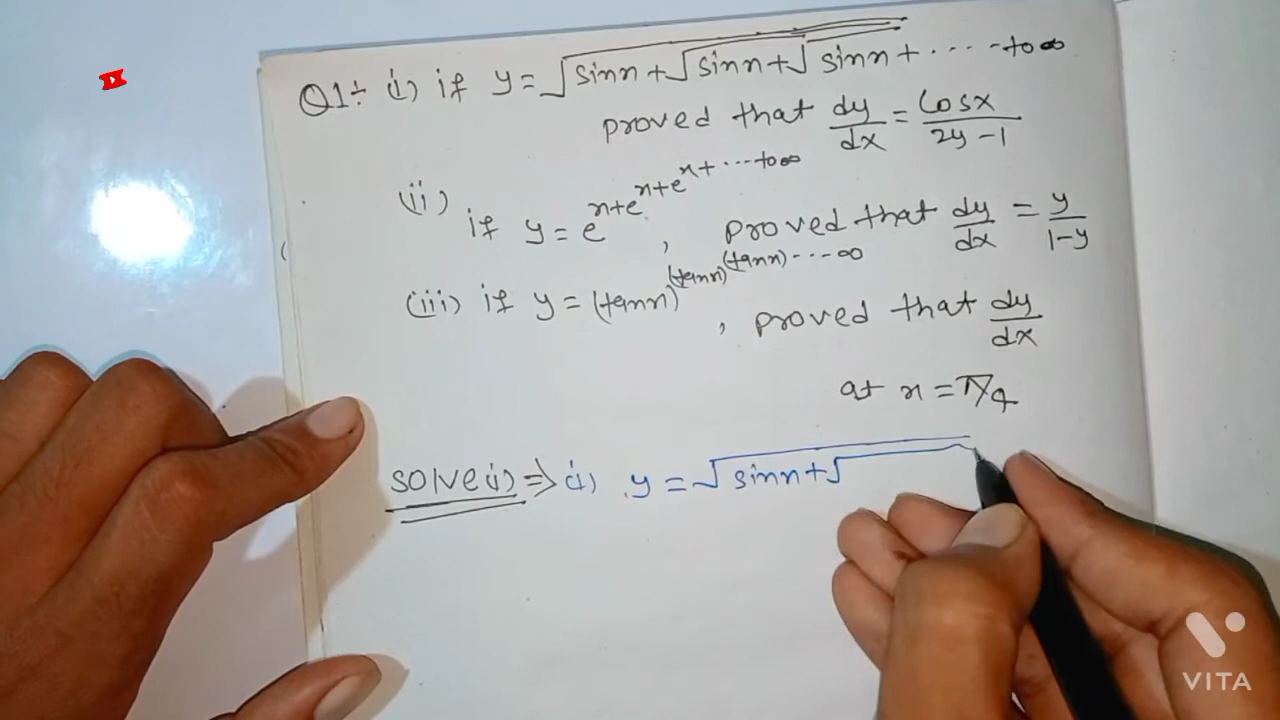 Q1÷ (i) if y = √sinx + √sinx + √sinx + ···· to ∞
proved that dy/dx = cosx/2y - 1
(ii) if y = e^x+e^x+e^x+ ···· to ∞, proved that dy/dx = y/1-y
(iii) if y = (tanx)^(tanx)^(tanx)···· ∞, proved that dy/dx
at x = π/4
Solve(i) => (i) y = √sinx + √
VITA